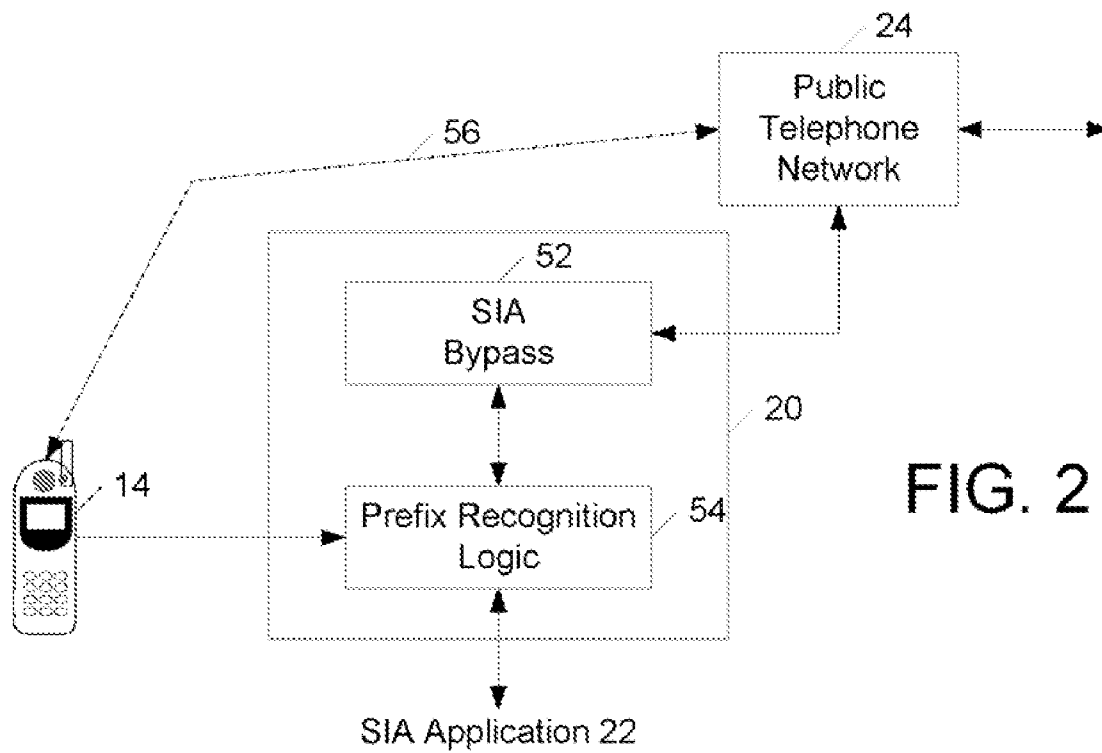 24
Public
Telephone
Network
56
52
SIA
Bypass
20
14
Prefix Recognition
Logic
54
FIG. 2
SIA Application 22